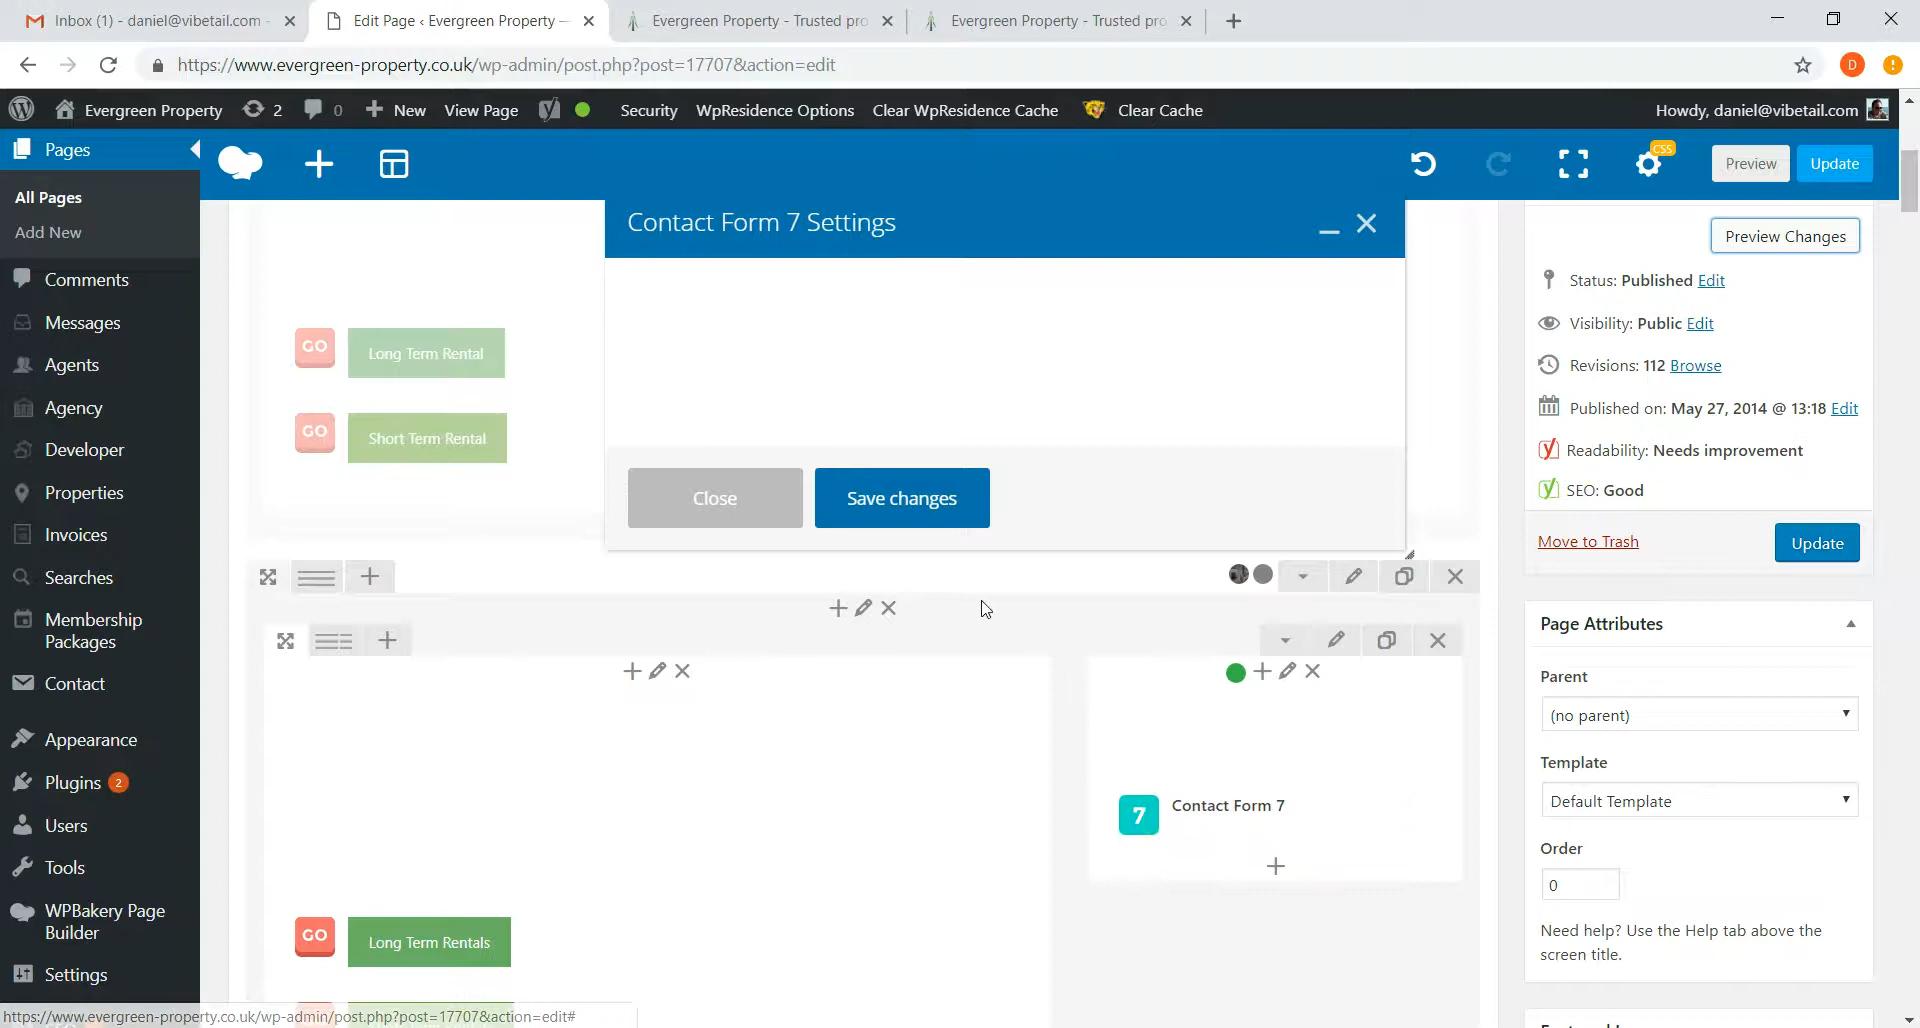 Inbox (1) - daniel@vibetail.com -
Edit Page ‹ Evergreen Property —
Evergreen Property - Trusted pro
Evergreen Property - Trusted pro
https://www.evergreen-property.co.uk/wp-admin/post.php?post=17707&action=edit
D
Evergreen Property
2
0
New
View Page
Security
WpResidence Options
Clear WpResidence Cache
Clear Cache
Howdy, daniel@vibetail.com
Pages
All Pages
Add New
Comments
Messages
Agents
Agency
Developer
Properties
Invoices
Searches
Membership
Packages
Contact
Appearance
Plugins 2
Users
Tools
WPBakery Page
Builder
Settings
CSS
Preview
Update
Contact Form 7 Settings
GO
Long Term Rental
GO
Short Term Rental
Close
Save changes
7
Contact Form 7
GO
Long Term Rentals
Preview Changes
Status: Published Edit
Visibility: Public Edit
Revisions: 112 Browse
Published on: May 27, 2014 @ 13:18 Edit
Readability: Needs improvement
SEO: Good
Move to Trash
Update
Page Attributes
Parent
(no parent)
Template
Default Template
Order
0
Need help? Use the Help tab above the
screen title.
https://www.evergreen-property.co.uk/wp-admin/post.php?post=17707&action=edit#